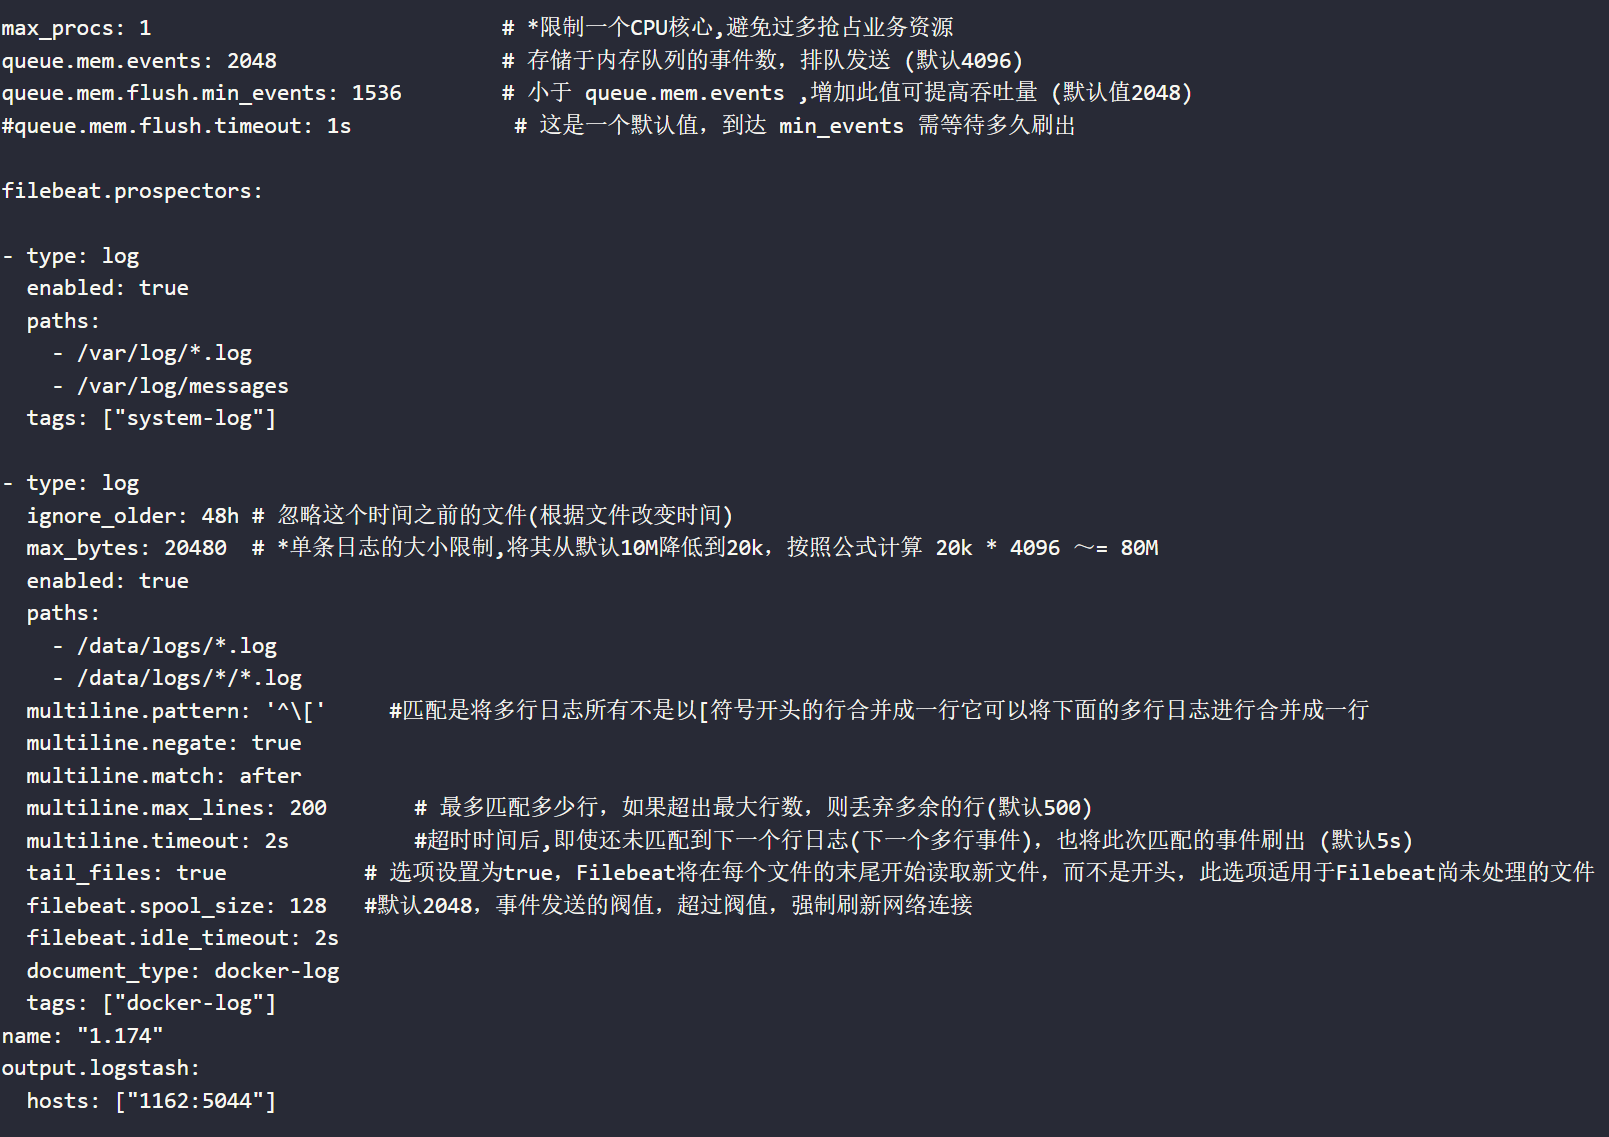 max_procs: 1                            # *限制一个CPU核心,避免过多抢占业务资源
queue.mem.events: 2048                  # 存储于内存队列的事件数，排队发送 (默认4096)
queue.mem.flush.min_events: 1536        # 小于 queue.mem.events ,增加此值可提高吞吐量 (默认值2048)
#queue.mem.flush.timeout: 1s             # 这是一个默认值，到达 min_events 需等待多久刷出

filebeat.prospectors:

- type: log
  enabled: true
  paths:
    - /var/log/*.log
    - /var/log/messages
  tags: ["system-log"]

- type: log
  ignore_older: 48h # 忽略这个时间之前的文件(根据文件改变时间)
  max_bytes: 20480  # *单条日志的大小限制,将其从默认10M降低到20k，按照公式计算 20k * 4096 ～= 80M
  enabled: true
  paths:
    - /data/logs/*.log
    - /data/logs/*/*.log
  multiline.pattern: '^\['     #匹配是将多行日志所有不是以[符号开头的行合并成一行它可以将下面的多行日志进行合并成一行
  multiline.negate: true
  multiline.match: after
  multiline.max_lines: 200       # 最多匹配多少行，如果超出最大行数，则丢弃多余的行(默认500)
  multiline.timeout: 2s          #超时时间后,即使还未匹配到下一个行日志(下一个多行事件)，也将此次匹配的事件刷出 (默认5s)
  tail_files: true           # 选项设置为true，Filebeat将在每个文件的末尾开始读取新文件，而不是开头，此选项适用于Filebeat尚未处理的文件
  filebeat.spool_size: 128   #默认2048，事件发送的阀值，超过阀值，强制刷新网络连接
  filebeat.idle_timeout: 2s
  document_type: docker-log
  tags: ["docker-log"]
name: "1.174"
output.logstash:
  hosts: ["1162:5044"]